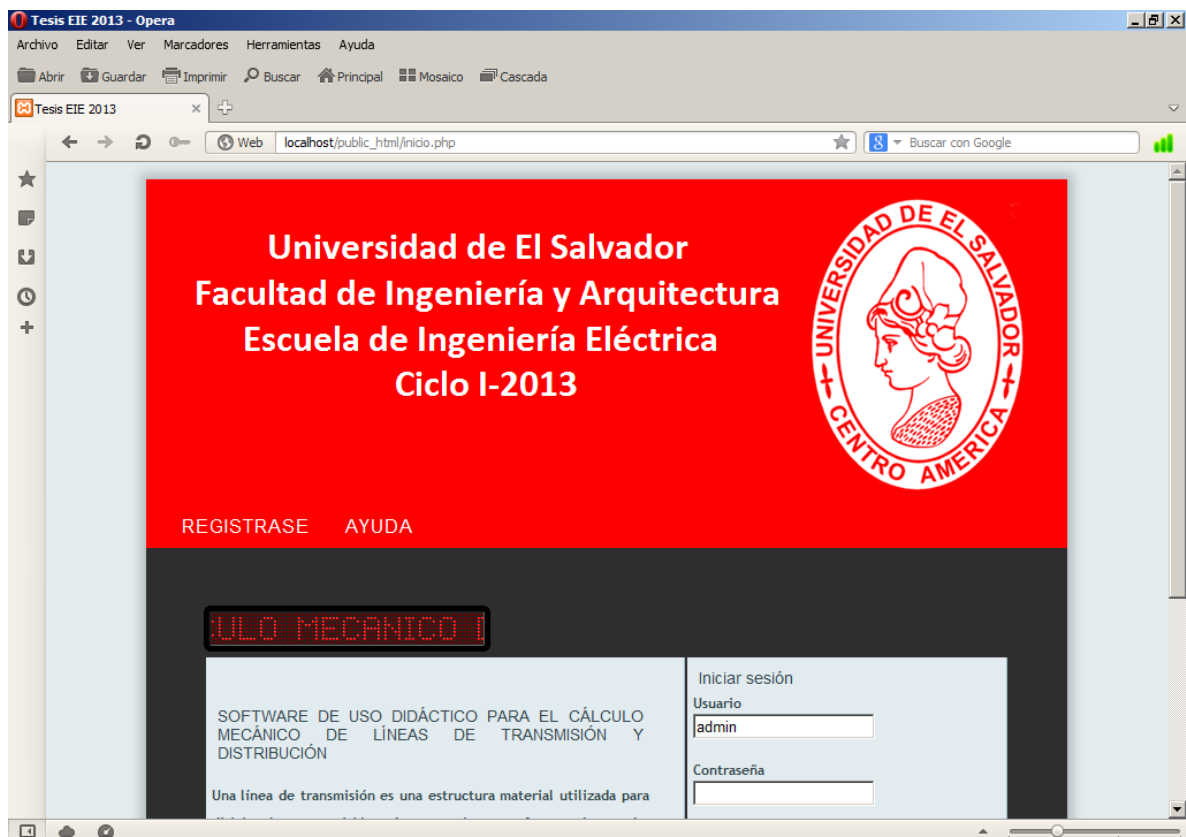 Tesis EIE 2013 - Opera
Archivo Editar Ver Marcadores Herramientas Ayuda
Abrir Guardar Imprimir Buscar Principal Mosaico Cascada
Tesis EIE 2013
Web localhost/public_html/inicio.php Buscar con Google
Universidad de El Salvador
Facultad de Ingeniería y Arquitectura
Escuela de Ingeniería Eléctrica
Ciclo I-2013
UNIVERSIDAD DE EL SALVADOR
CENTRO AMERICA
REGISTRASE AYUDA
ULO MECANICO
Iniciar sesión
Usuario
admin
Contraseña
SOFTWARE DE USO DIDÁCTICO PARA EL CÁLCULO
MECÁNICO DE LÍNEAS DE TRANSMISIÓN Y
DISTRIBUCIÓN
Una línea de transmisión es una estructura material utilizada para